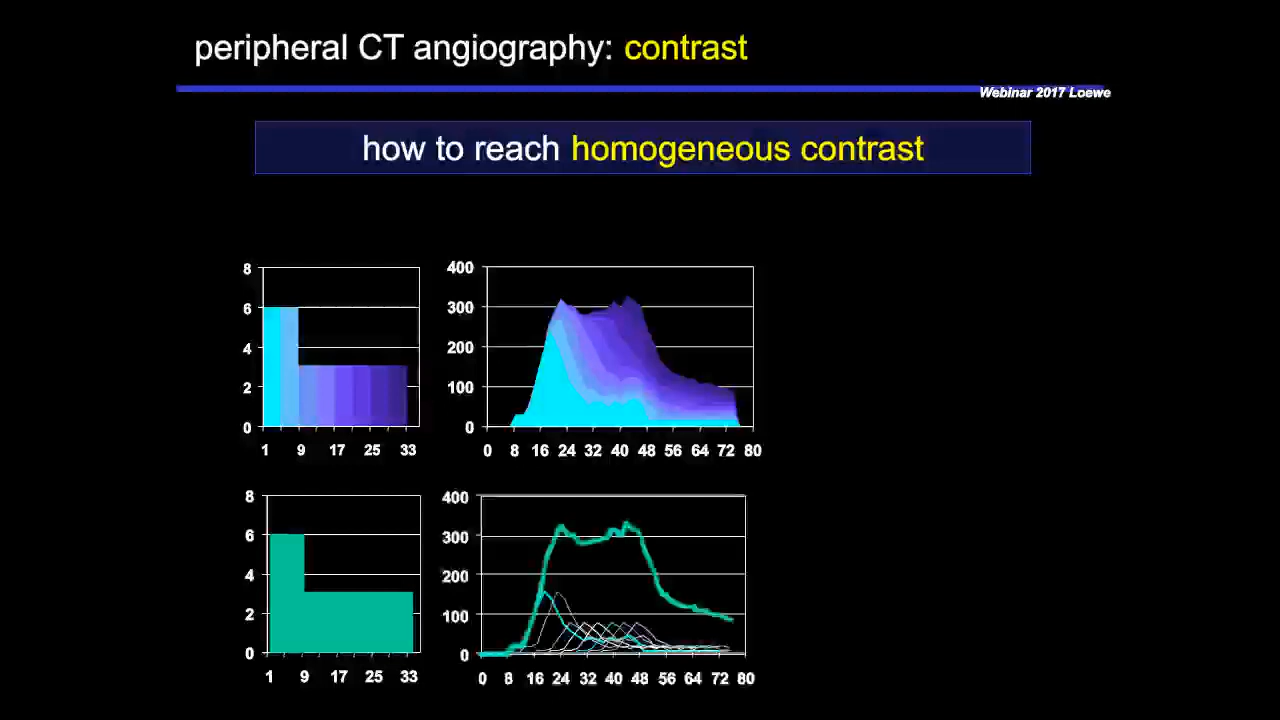 peripheral CT angiography: contrast
Webinar 2017 Loewe
how to reach homogeneous contrast
8
6
4
2
0
1 9 17 25 33
400
300
200
100
0
0 8 16 24 32 40 48 56 64 72 80
8
6
4
2
0
1 9 17 25 33
400
300
200
100
0
0 8 16 24 32 40 48 56 64 72 80